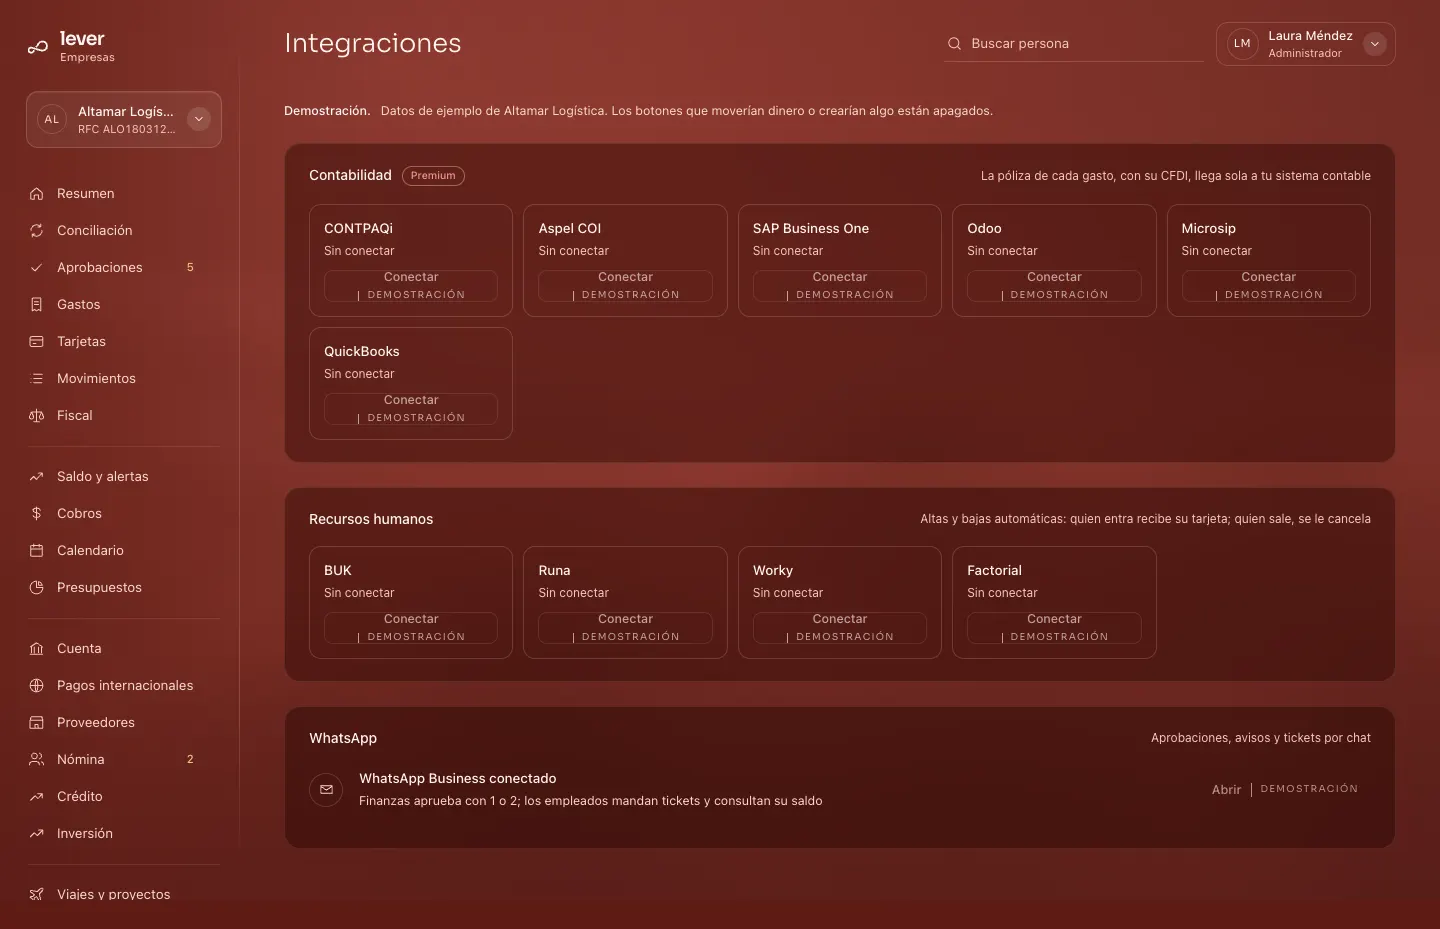 lever
Empresas
Integraciones
Buscar persona
LM
Laura Méndez
Administrador
AL
Altamar Logís...
RFC ALO180312...
Demostración. Datos de ejemplo de Altamar Logística. Los botones que moverían dinero o crearían algo están apagados.
Resumen
Conciliación
Aprobaciones 5
Gastos
Tarjetas
Movimientos
Fiscal
Saldo y alertas
Cobros
Calendario
Presupuestos
Cuenta
Pagos internacionales
Proveedores
Nómina 2
Crédito
Inversión
Viajes y proyectos
Contabilidad Premium
La póliza de cada gasto, con su CFDI, llega sola a tu sistema contable
CONTPAQi
Sin conectar
Conectar
| DEMOSTRACIÓN
Aspel COI
Sin conectar
Conectar
| DEMOSTRACIÓN
SAP Business One
Sin conectar
Conectar
| DEMOSTRACIÓN
Odoo
Sin conectar
Conectar
| DEMOSTRACIÓN
Microsip
Sin conectar
Conectar
| DEMOSTRACIÓN
QuickBooks
Sin conectar
Conectar
| DEMOSTRACIÓN
Recursos humanos
Altas y bajas automáticas: quien entra recibe su tarjeta; quien sale, se le cancela
BUK
Sin conectar
Conectar
| DEMOSTRACIÓN
Runa
Sin conectar
Conectar
| DEMOSTRACIÓN
Worky
Sin conectar
Conectar
| DEMOSTRACIÓN
Factorial
Sin conectar
Conectar
| DEMOSTRACIÓN
WhatsApp
Aprobaciones, avisos y tickets por chat
WhatsApp Business conectado
Finanzas aprueba con 1 o 2; los empleados mandan tickets y consultan su saldo
Abrir | DEMOSTRACIÓN